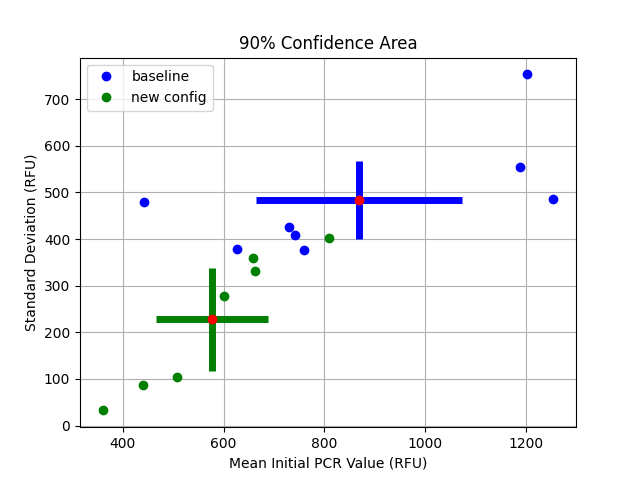 90% Confidence Area
baseline
new config
Standard Deviation (RFU)
700
600
500
400
300
200
100
0
400 600 800 1000 1200
Mean Initial PCR Value (RFU)